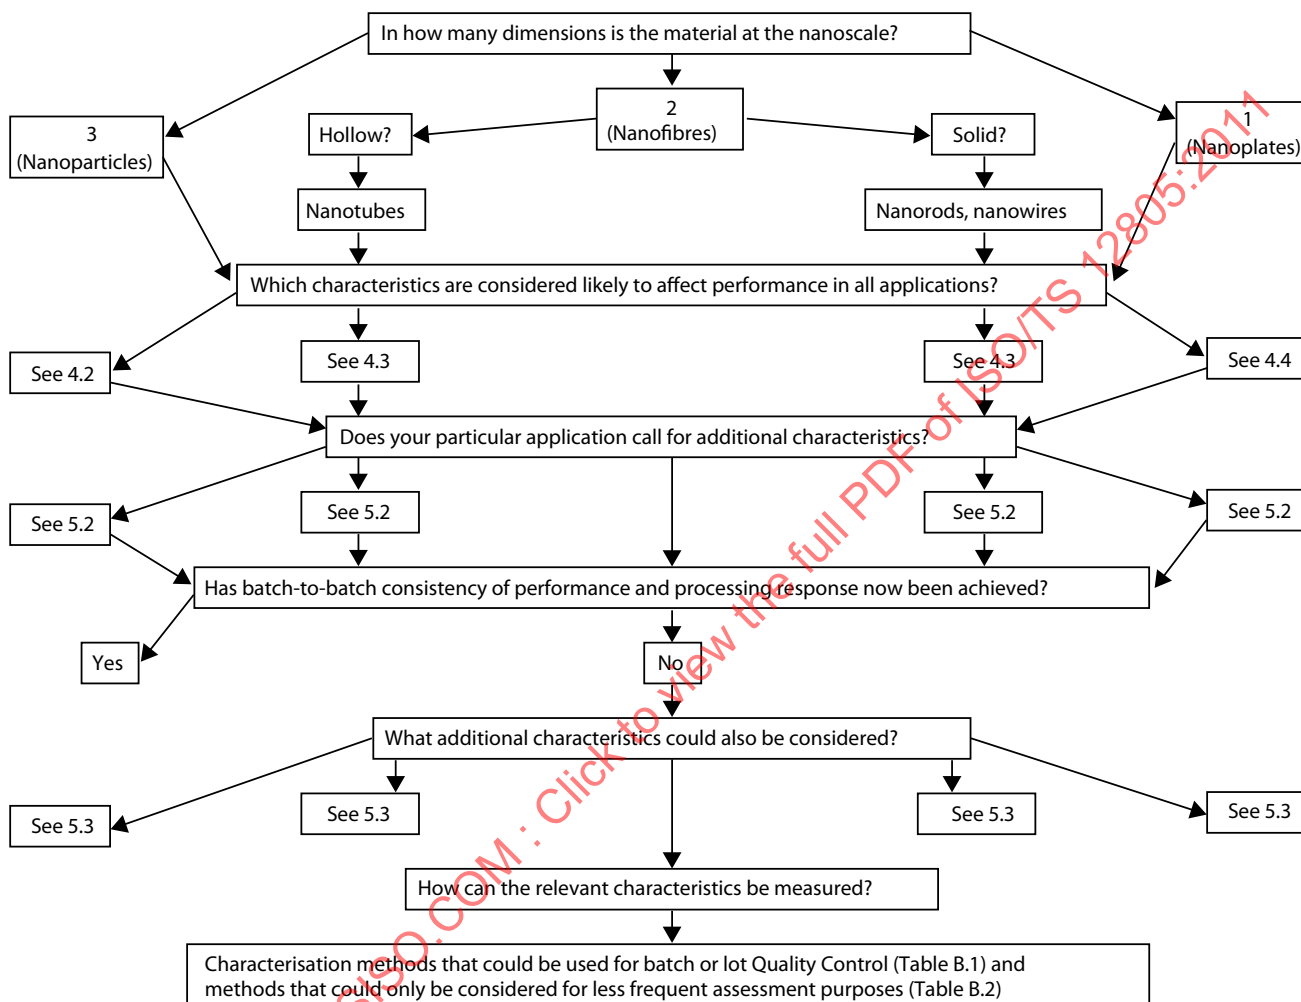 In how many dimensions is the material at the nanoscale?
3
(Nanoparticles)
Hollow?
2
(Nanofibres)
Solid?
1
(Nanoplates)
Nanotubes
Nanorods, nanowires
Which characteristics are considered likely to affect performance in all applications?
See 4.2
See 4.3
See 4.3
See 4.4
Does your particular application call for additional characteristics?
See 5.2
See 5.2
See 5.2
See 5.2
Has batch-to-batch consistency of performance and processing response now been achieved?
Yes
No
What additional characteristics could also be considered?
See 5.3
See 5.3
See 5.3
See 5.3
How can the relevant characteristics be measured?
Characterisation methods that could be used for batch or lot Quality Control (Table B.1) and
methods that could only be considered for less frequent assessment purposes (Table B.2)
SISO.COM : Click to view the full PDF of ISO/TS 12805:2011